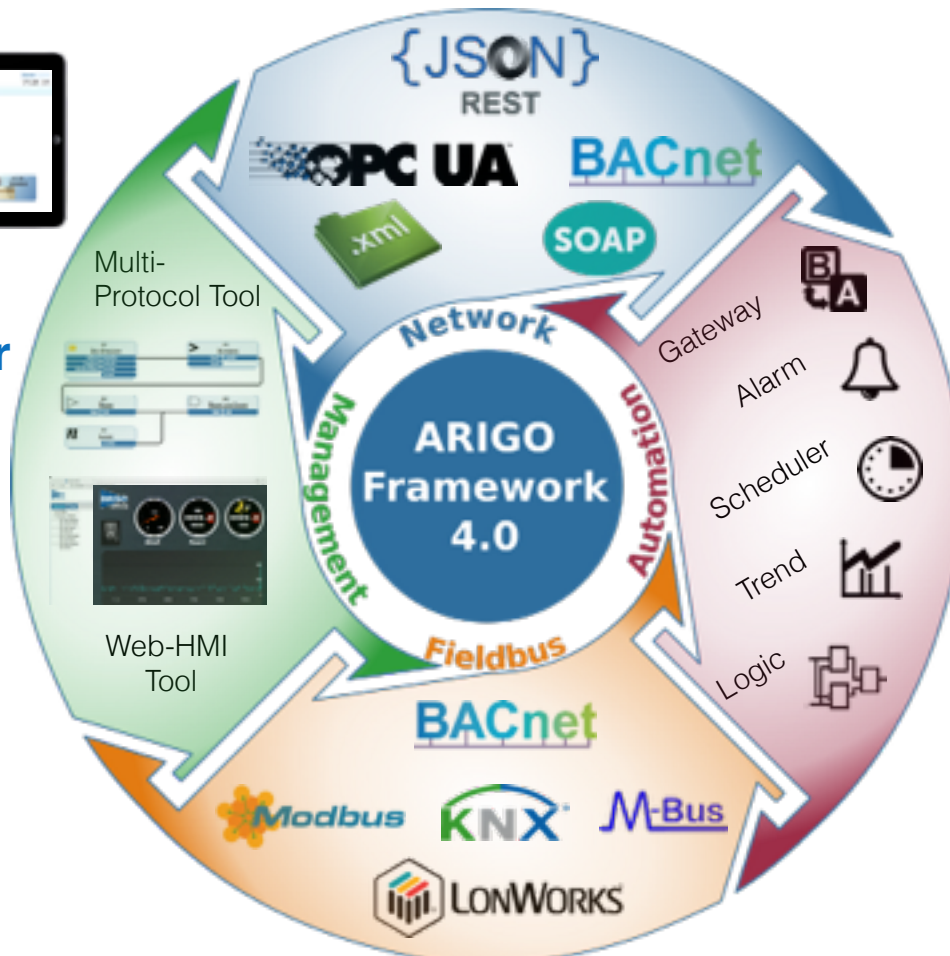 {JSON}
REST
OPC UA
BACnet
.xml
SOAP
Multi-
Protocol Tool
r
Web-HMI
Tool
Network
Management
Automation
Fieldbus
ARIGO
Framework
4.0
Gateway
B
A
Alarm
Scheduler
Trend
Logic
BACnet
Modbus
KNX
M-Bus
LONWORKS